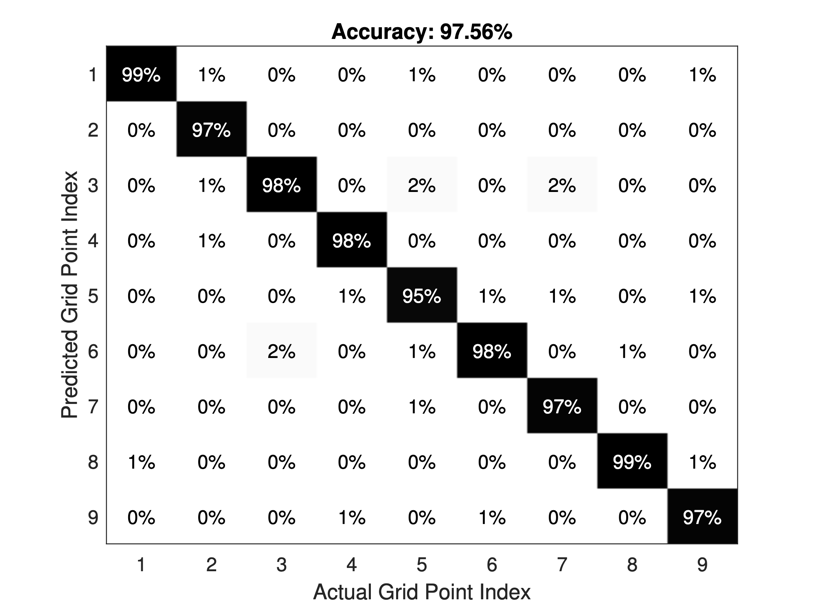 Accuracy: 97.56%
Predicted Grid Point Index
1 99% 1% 0% 0% 1% 0% 0% 0% 1%
2 0% 97% 0% 0% 0% 0% 0% 0% 0%
3 0% 1% 98% 0% 2% 0% 2% 0% 0%
4 0% 1% 0% 98% 0% 0% 0% 0% 0%
5 0% 0% 0% 1% 95% 1% 1% 0% 1%
6 0% 0% 2% 0% 1% 98% 0% 1% 0%
7 0% 0% 0% 0% 1% 0% 97% 0% 0%
8 1% 0% 0% 0% 0% 0% 0% 99% 1%
9 0% 0% 0% 1% 0% 1% 0% 0% 97%
1 2 3 4 5 6 7 8 9
Actual Grid Point Index